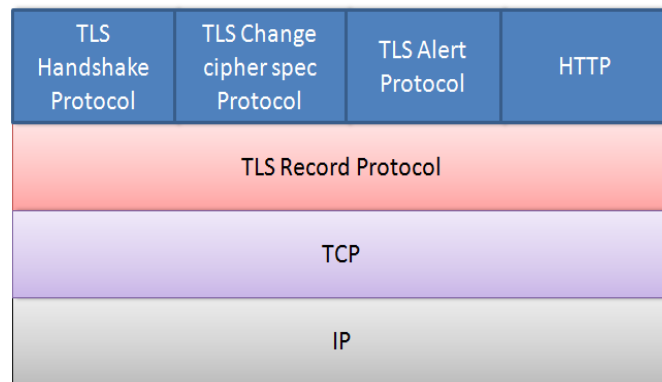 TLS
Handshake
Protocol
TLS Change
cipher spec
Protocol
TLS Alert
Protocol
HTTP
TLS Record Protocol
TCP
IP